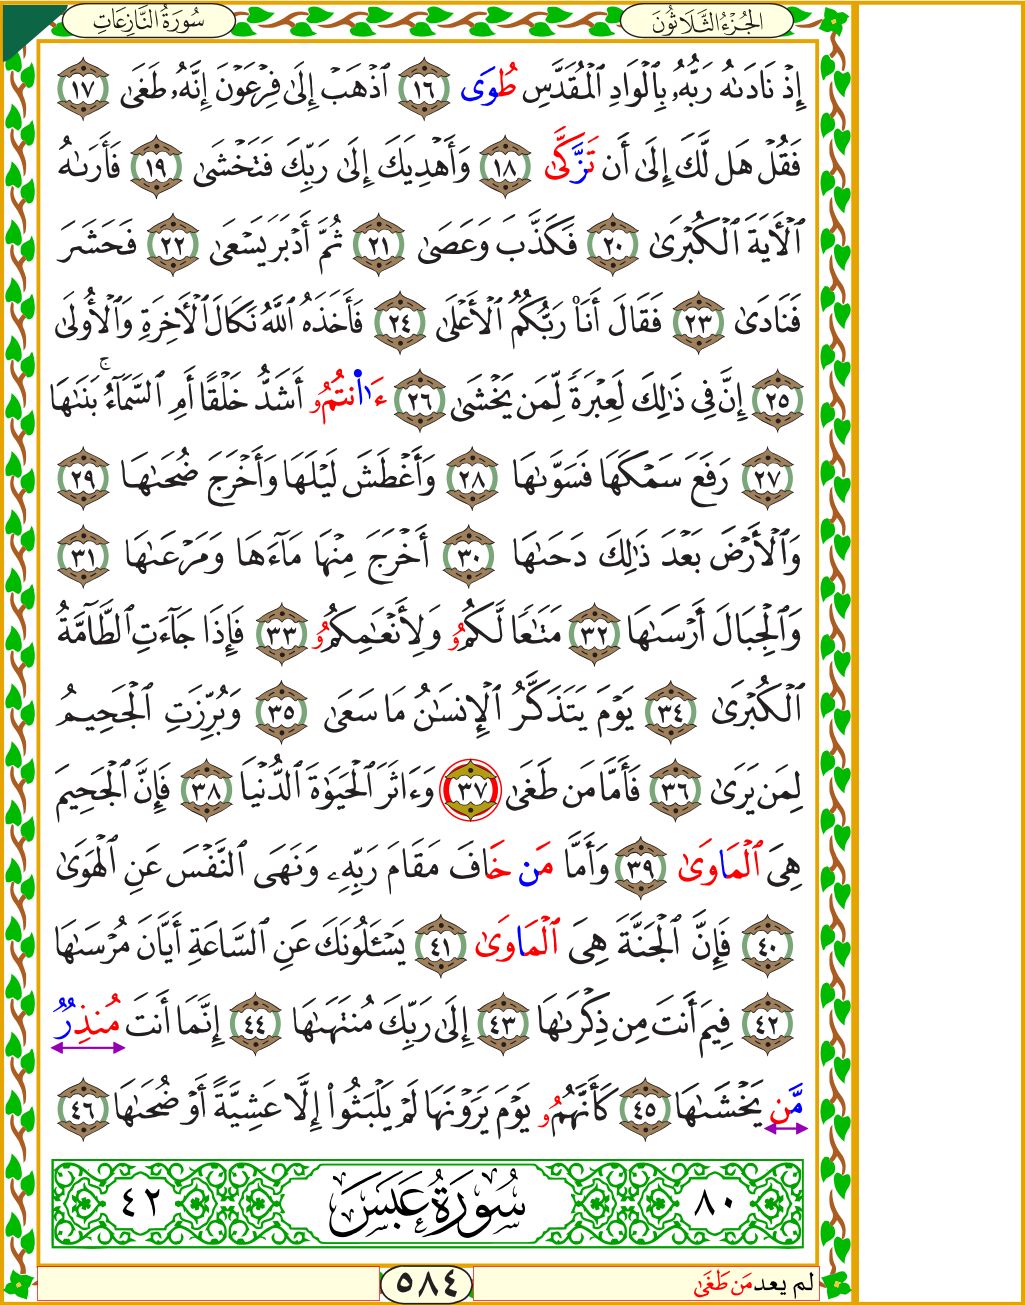 سُورَةُ النَّازِعَاتِ
الجُزْءُ الثَّلَاثُونَ
إِذْ نَادَىٰهُ رَبُّهُۥ بِٱلْوَادِ ٱلْمُقَدَّسِ طُوَى ١٦ ٱذْهَبْ إِلَىٰ فِرْعَوْنَ إِنَّهُۥ طَغَىٰ ١٧
فَقُلْ هَل لَّكَ إِلَىٰٓ أَن تَزَّكَّىٰ ١٨ وَأَهْدِيَكَ إِلَىٰ رَبِّكَ فَتَخْشَىٰ ١٩ فَأَرَىٰهُ
ٱلْأَيَةَ ٱلْكُبْرَىٰ ٢٠ فَكَذَّبَ وَعَصَىٰ ٢١ ثُمَّ أَدْبَرَ يَسْعَىٰ ٢٢ فَحَشَرَ
فَنَادَىٰ ٢٣ فَقَالَ أَنَا۠ رَبُّكُمُ ٱلْأَعْلَىٰ ٢٤ فَأَخَذَهُ ٱللَّهُ نَكَالَ ٱلْأَخِرَةِ وَٱلْأُولَىٰٓ
٢٥ إِنَّ فِى ذَٰلِكَ لَعِبْرَةً لِّمَن يَخْشَىٰٓ ٢٦ ءَاٰنتُمُۥ أَشَدُّ خَلْقًا أَمِ ٱلسَّمَآءُۚ بَنَىٰهَا
٢٧ رَفَعَ سَمْكَهَا فَسَوَّىٰهَا ٢٨ وَأَغْطَشَ لَيْلَهَا وَأَخْرَجَ ضُحَىٰهَا ٢٩
وَٱلْأَرْضَ بَعْدَ ذَٰلِكَ دَحَىٰهَآ ٣٠ أَخْرَجَ مِنْهَا مَآءَهَا وَمَرْعَىٰهَا ٣١
وَٱلْجِبَالَ أَرْسَىٰهَا ٣٢ مَتَٰعًا لَّكُمُۥ وَلِأَنْعَٰمِكُمُۥ ٣٣ فَإِذَا جَآءَتِ ٱلطَّآمَّةُ
ٱلْكُبْرَىٰ ٣٤ يَوْمَ يَتَذَكَّرُ ٱلْإِنسَٰنُ مَا سَعَىٰ ٣٥ وَبُرِّزَتِ ٱلْجَحِيمُ
لِمَن يَرَىٰ ٣٦ فَأَمَّا مَن طَغَىٰ ٣٧ وَءَاثَرَ ٱلْحَيَوٰةَ ٱلدُّنْيَا ٣٨ فَإِنَّ ٱلْجَحِيمَ
هِىَ ٱلْمَاوَىٰ ٣٩ وَأَمَّا مَن خَافَ مَقَامَ رَبِّهِۦ وَنَهَى ٱلنَّفْسَ عَنِ ٱلْهَوَىٰ
٤٠ فَإِنَّ ٱلْجَنَّةَ هِىَ ٱلْمَاوَىٰ ٤١ يَسْـَٔلُونَكَ عَنِ ٱلسَّاعَةِ أَيَّانَ مُرْسَىٰهَا
٤٢ فِيمَ أَنتَ مِن ذِكْرَىٰهَآ ٤٣ إِلَىٰ رَبِّكَ مُنتَهَىٰهَآ ٤٤ إِنَّمَآ أَنتَ مُنذِرٌ
مَّن يَخْشَىٰهَا ٤٥ كَأَنَّهُمُۥ يَوْمَ يَرَوْنَهَا لَمْ يَلْبَثُوٓا۟ إِلَّا عَشِيَّةً أَوْ ضُحَىٰهَا ٤٦
٨٠ سُورَةُ عَبَسَ ٤٢
لم يعد مَن طَغَىٰ
٥٨٤